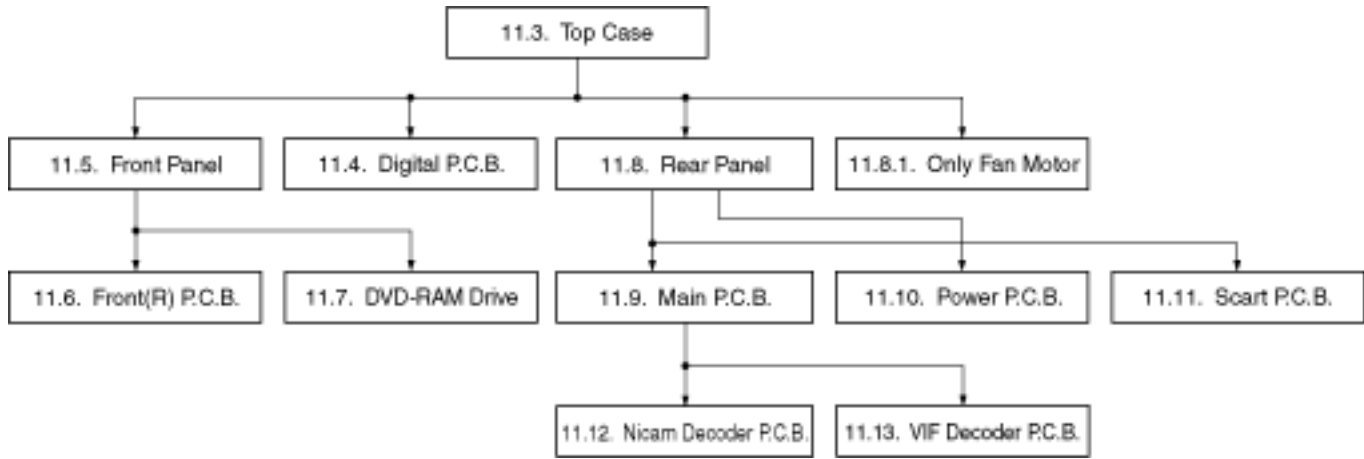 11.3. Top Case
11.5. Front Panel
11.4. Digital P.C.B.
11.8. Rear Panel
11.8.1. Only Fan Motor
11.6. Front(R) P.C.B.
11.7. DVD-RAM Drive
11.9. Main P.C.B.
11.10. Power P.C.B.
11.11. Scart P.C.B.
11.12. Nicam Decoder P.C.B.
11.13. VIF Decoder P.C.B.